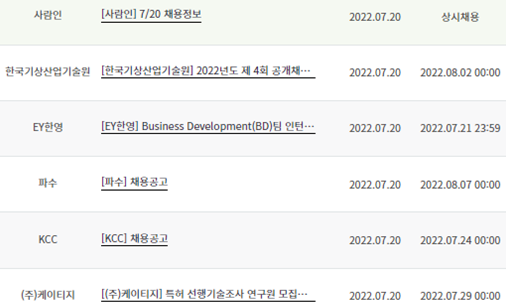 사람인 [사람인] 7/20 채용정보 2022.07.20 상시채용
한국기상산업기술원 [한국기상산업기술원] 2022년도 제 4회 공개채… 2022.07.20 2022.08.02 00:00
EY한영 [EY한영] Business Development(BD)팀 인턴… 2022.07.20 2022.07.21 23:59
파수 [파수] 채용공고 2022.07.20 2022.08.07 00:00
KCC [KCC] 채용공고 2022.07.20 2022.07.24 00:00
(주)케이티지 [(주)케이티지] 특허 선행기술조사 연구원 모집… 2022.07.20 2022.07.29 00:00